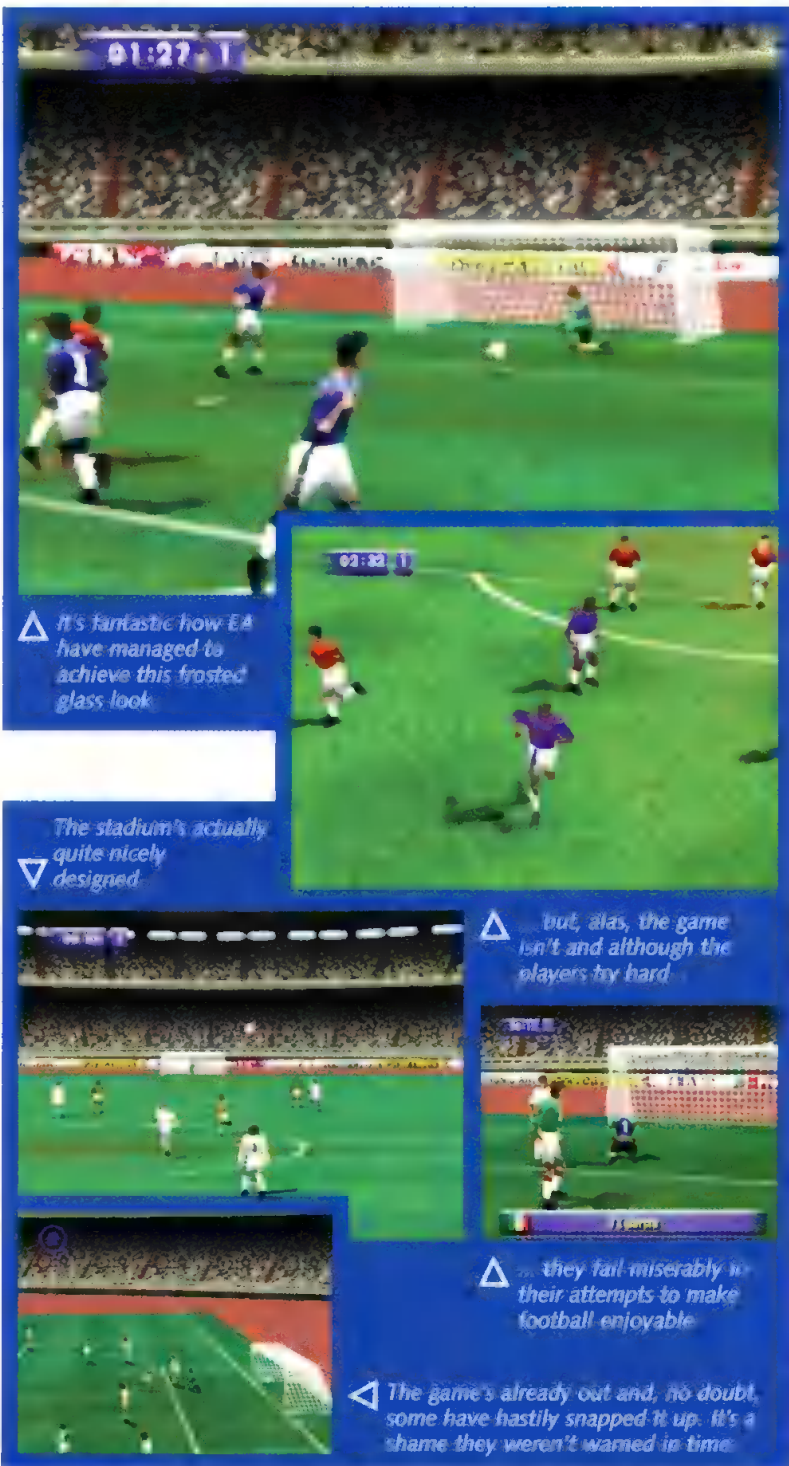 01:27 1
02:32 1
It's fantastic how EA
have managed to
achieve this frosted
glass look
The stadium's actually
quite nicely
designed
... but, alas, the game
isn't and although the
players try hard
... they fail miserably in
their attempts to make
football enjoyable
The game's already out and, no doubt,
some have hastily snapped it up. It's a
shame they weren't warned in time